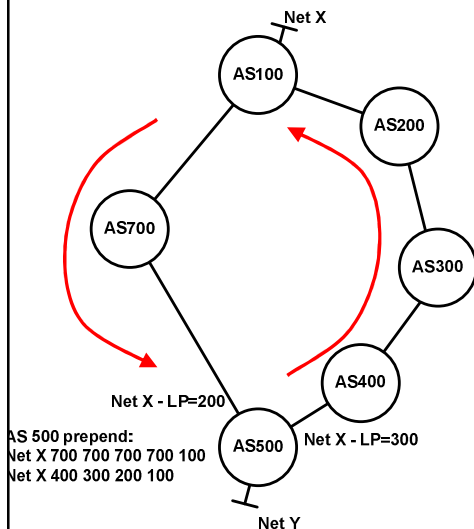 Net X
AS100
AS200
AS700
AS300
AS400
Net X - LP=200
Net X - LP=300
AS500
AS 500 prepend:
Net X 700 700 700 700 100
Net X 400 300 200 100
Net Y